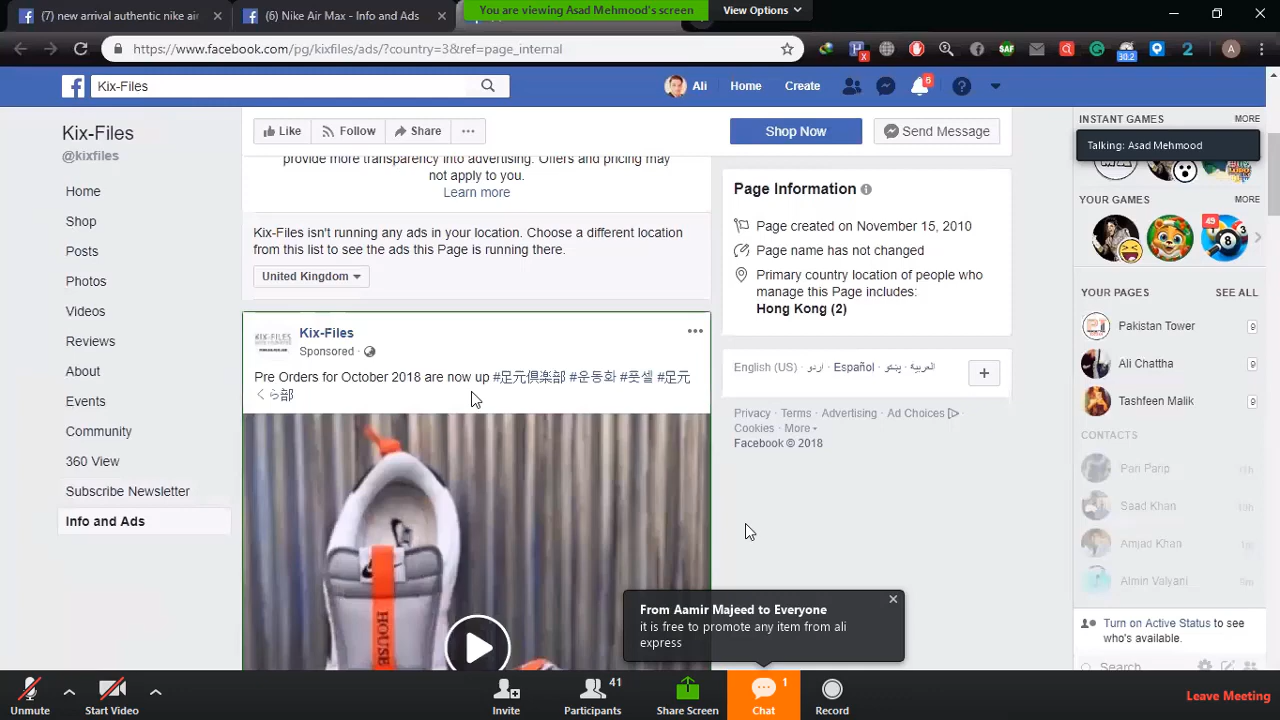 (7) new arrival authentic nike air
(6) Nike Air Max - Info and Ads
You are viewing Asad Mehmood's screen
View Options
https://www.facebook.com/pg/kixfiles/ads/?country=3&ref=page_internal
Kix-Files
Ali
Home
Create
6
Kix-Files
@kixfiles
Home
Shop
Posts
Photos
Videos
Reviews
About
Events
Community
360 View
Subscribe Newsletter
Info and Ads
Like
Follow
Share
Shop Now
Send Message
provide more transparency into advertising. Offers and pricing may
not apply to you.
Learn more
Kix-Files isn't running any ads in your location. Choose a different location
from this list to see the ads this Page is running there.
United Kingdom
Kix-Files
Sponsored
Pre Orders for October 2018 are now up #足元倶楽部 #운동화 #풋셀 #足元
くら部
HOUSE
Page Information
Page created on November 15, 2010
Page name has not changed
Primary country location of people who
manage this Page includes:
Hong Kong (2)
English (US) · اردو · Español · پښتو · العربية
Privacy · Terms · Advertising · Ad Choices
Cookies · More
Facebook © 2018
INSTANT GAMES
MORE
Talking: Asad Mehmood
YOUR GAMES
MORE
49
YOUR PAGES
SEE ALL
Pakistan Tower
9
Ali Chattha
9
Tashfeen Malik
9
CONTACTS
Pari Parip
Saad Khan
Amjad Khan
Almin Valyani
Turn on Active Status to see
who's available.
Search
From Aamir Majeed to Everyone
it is free to promote any item from ali
express
Unmute
Start Video
Invite
Participants
41
Share Screen
Chat
1
Record
Leave Meeting